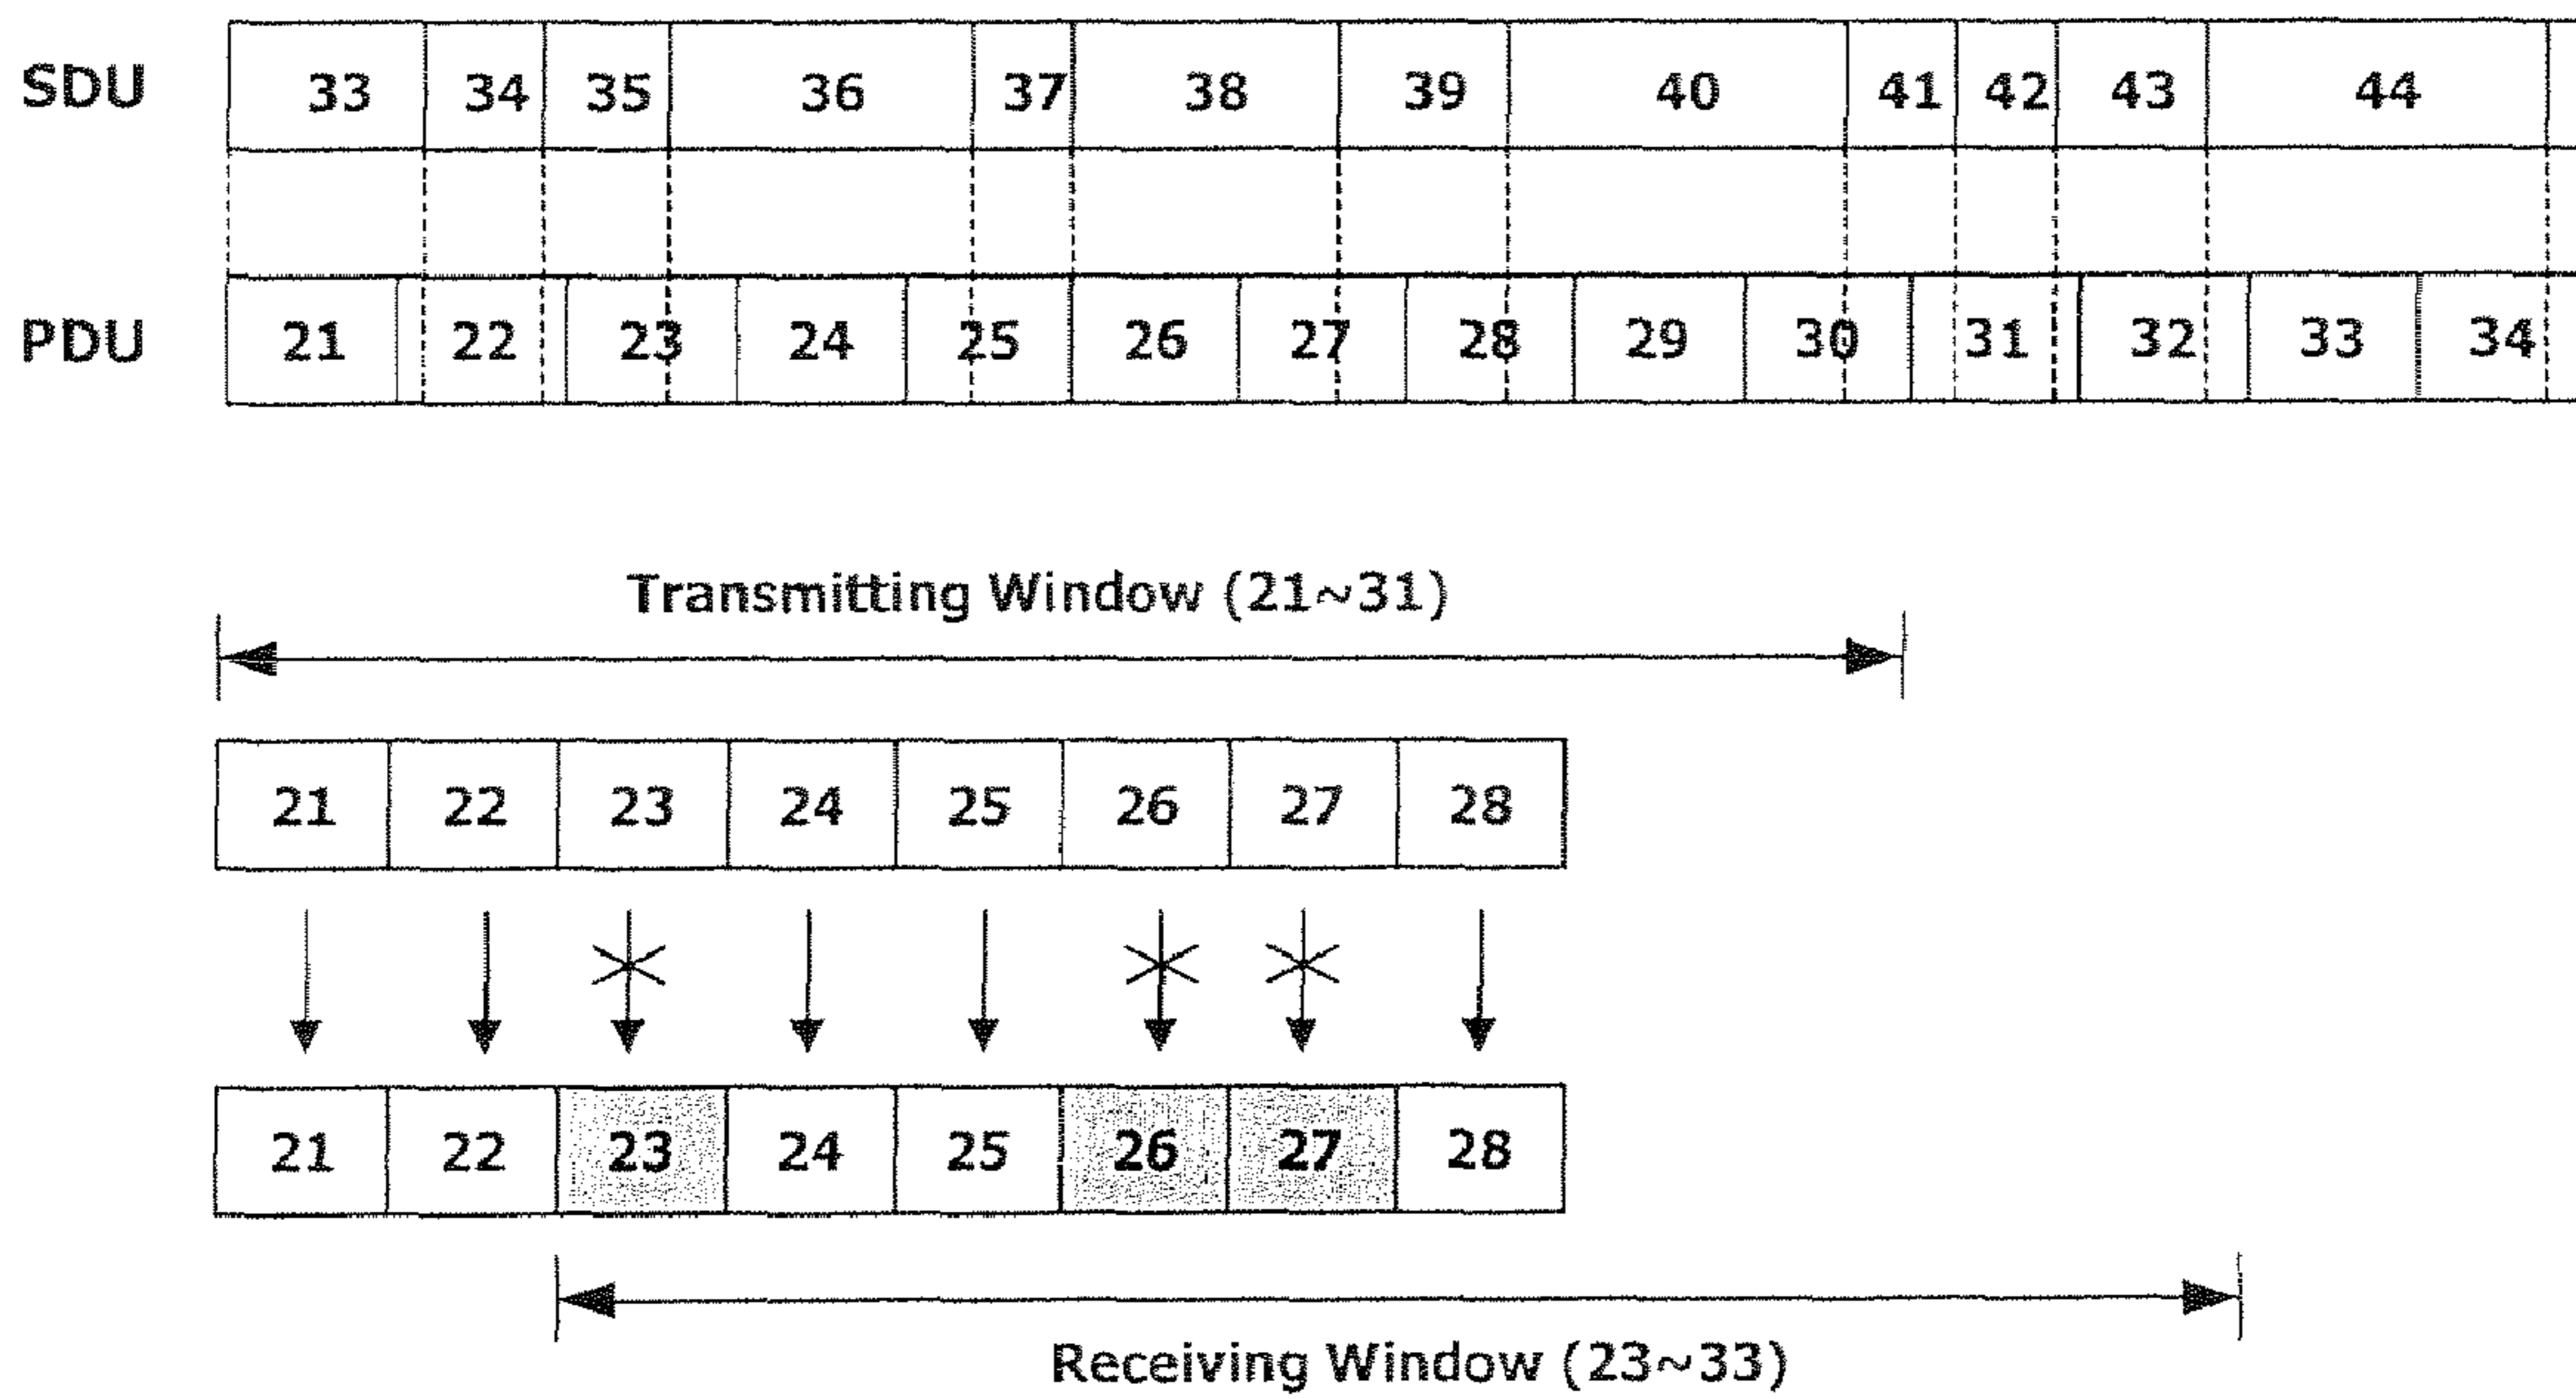 SDU 33 34 35 36 37 38 39 40 41 42 43 44
PDU 21 22 23 24 25 26 27 28 29 30 31 32 33 34
Transmitting Window (21~31)
21 22 23 24 25 26 27 28
21 22 23 24 25 26 27 28
Receiving Window (23~33)